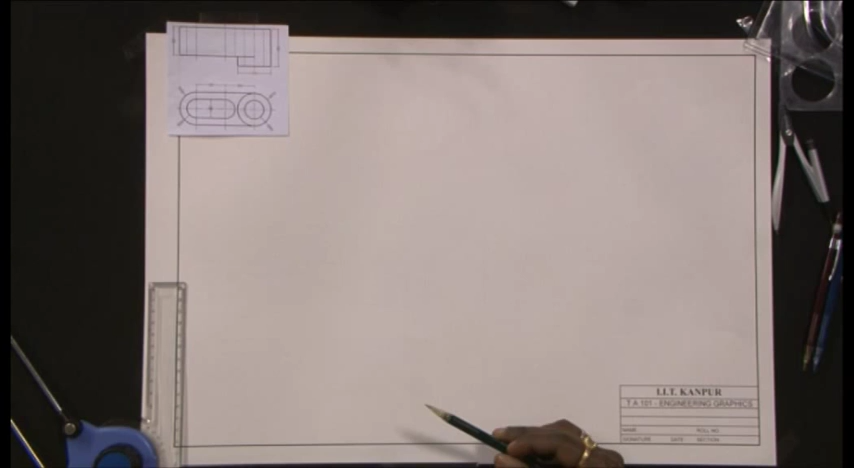 I.I.T. KANPUR
T A 101 - ENGINEERING GRAPHICS
NAME ROLL NO
SIGNATURE DATE SECTION